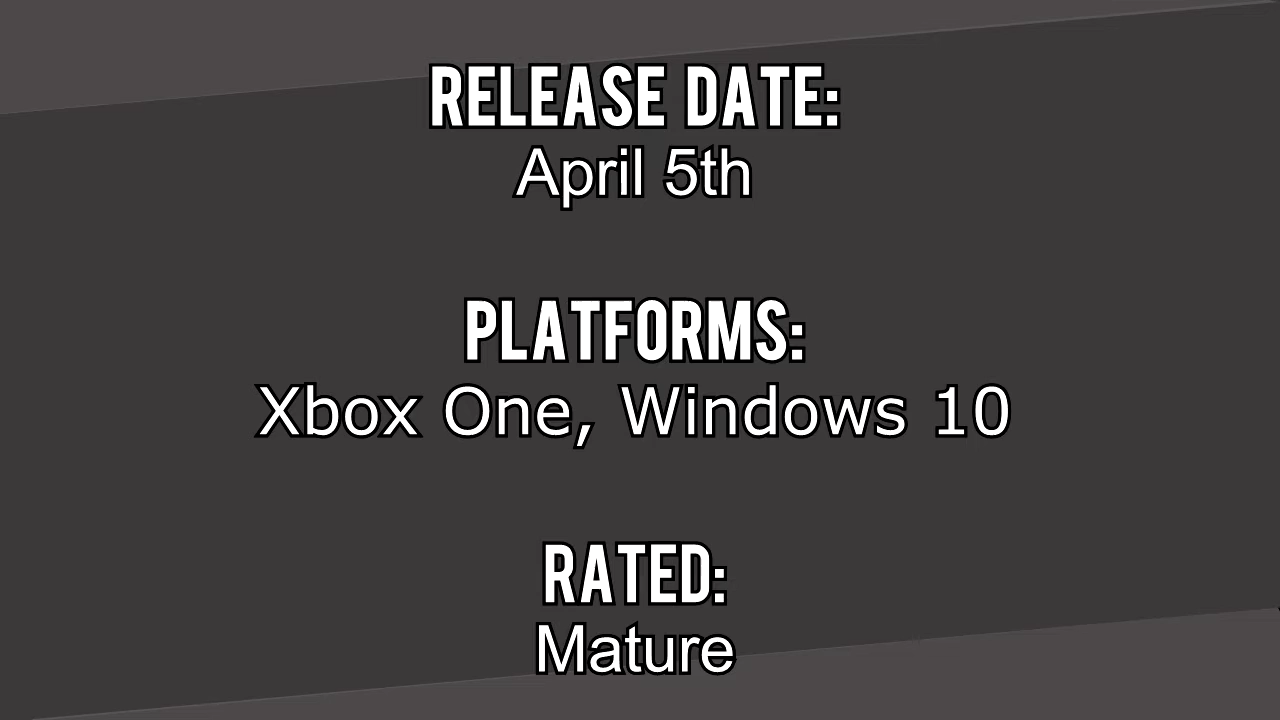 RELEASE DATE:
April 5th
PLATFORMS:
Xbox One, Windows 10
RATED:
Mature